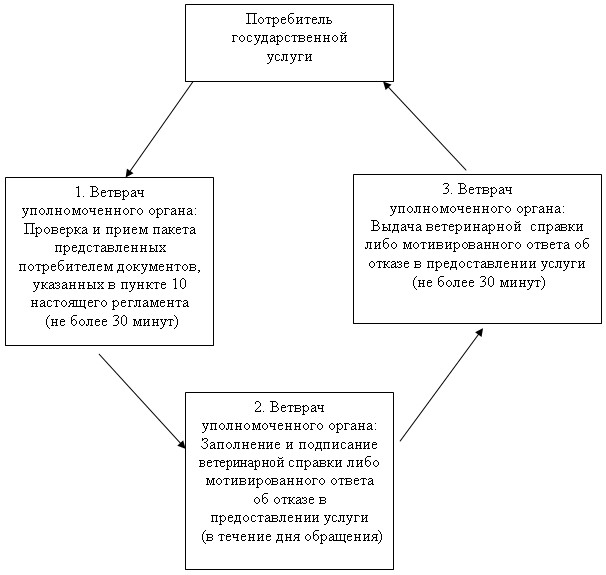 Потребитель
государственной
услуги
1. Ветврач
уполномоченного органа:
Проверка и прием пакета
представленных
потребителем документов,
указанных в пункте 10
настоящего регламента
(не более 30 минут)
2. Ветврач
уполномоченного органа:
Заполнение и подписание
ветеринарной справки либо
мотивированного ответа
об отказе в
предоставлении услуги
(в течение дня обращения)
3. Ветврач
уполномоченного органа:
Выдача ветеринарной справки
либо мотивированного ответа об
отказе в предоставлении услуги
(не более 30 минут)